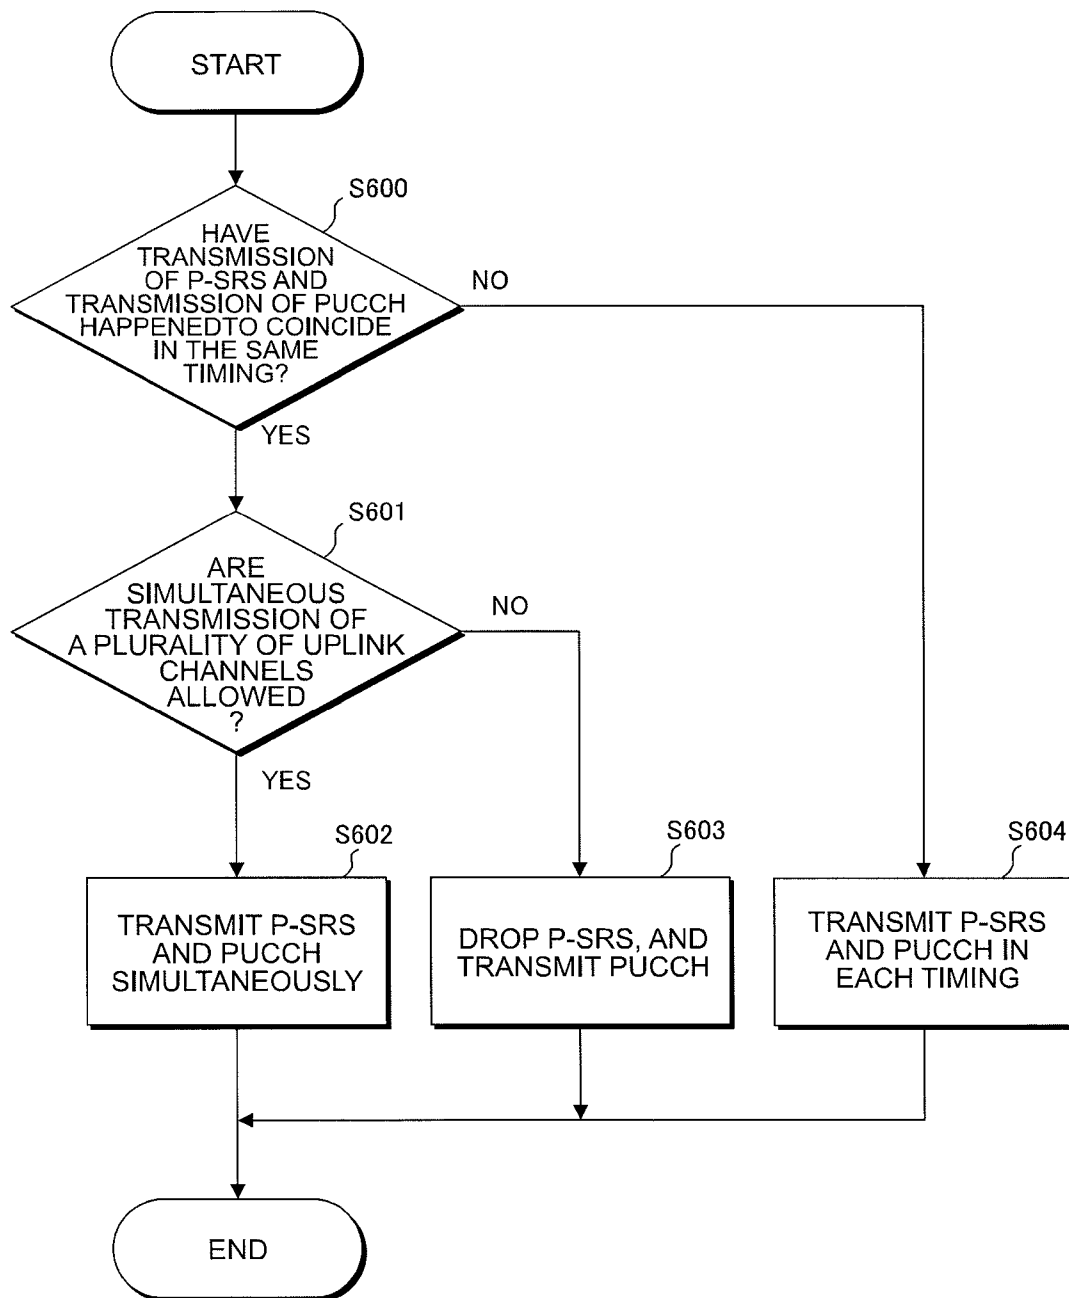 START
S600
HAVE
TRANSMISSION
OF P-SRS AND
TRANSMISSION OF PUCCH
HAPPENEDTO COINCIDE
IN THE SAME
TIMING?
NO
YES
S601
ARE
SIMULTANEOUS
TRANSMISSION OF
A PLURALITY OF UPLINK
CHANNELS
ALLOWED
?
NO
YES
S602
TRANSMIT P-SRS
AND PUCCH
SIMULTANEOUSLY
S603
DROP P-SRS, AND
TRANSMIT PUCCH
S604
TRANSMIT P-SRS
AND PUCCH IN
EACH TIMING
END